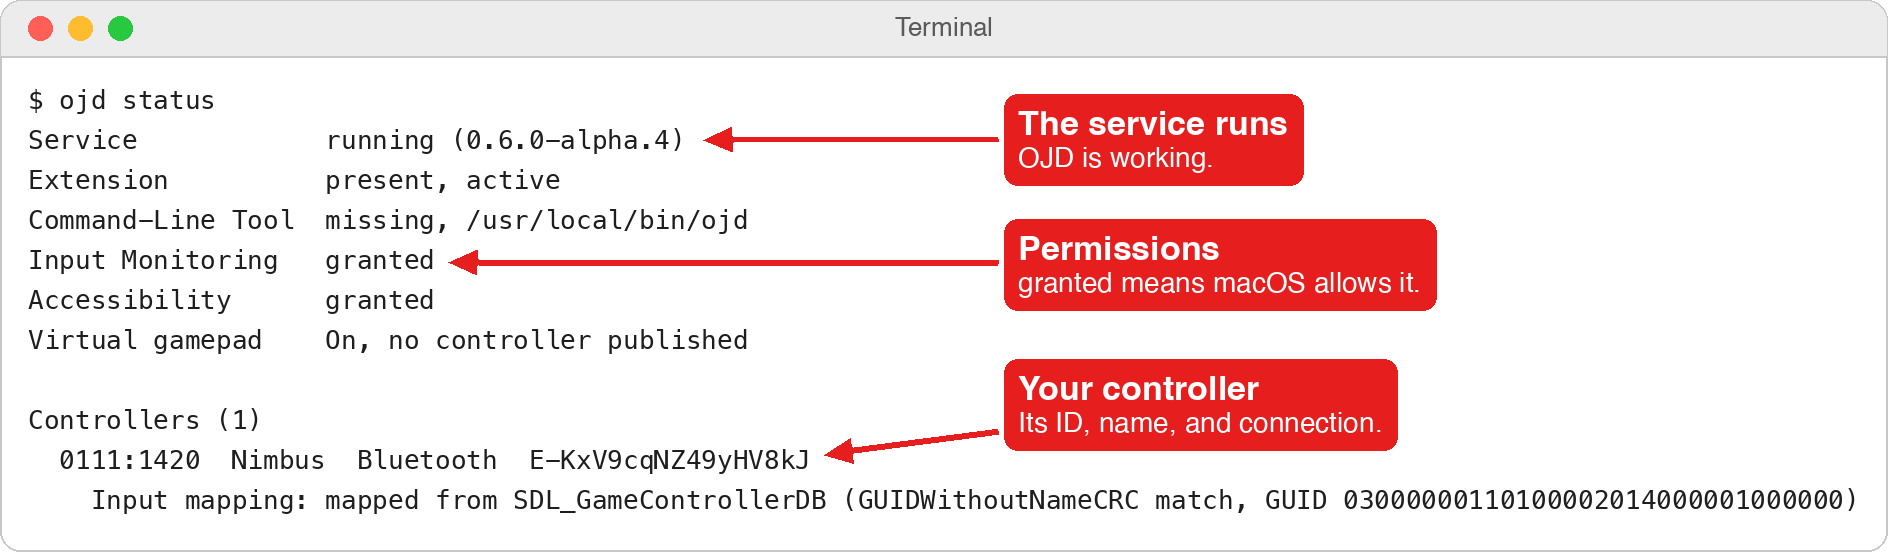 Terminal
$ ojd status
Service running (0.6.0-alpha.4)
Extension present, active
Command-Line Tool missing, /usr/local/bin/ojd
Input Monitoring granted
Accessibility granted
Virtual gamepad On, no controller published
Controllers (1)
0111:1420 Nimbus Bluetooth E-KxV9cqNZ49yHV8kJ
Input mapping: mapped from SDL_GameControllerDB (GUIDWithoutNameCRC match, GUID 03000000110100002014000001000000)
The service runs
OJD is working.
Permissions
granted means macOS allows it.
Your controller
Its ID, name, and connection.